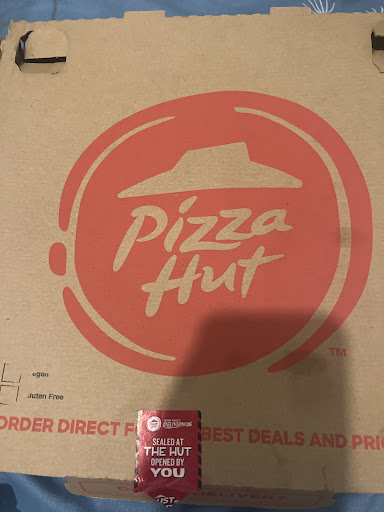 Pizza
Hut
TM
egan
luten Free
ORDER DIRECT F BEST DEALS AND PRI
SEALED AT
THE HUT
OPENED BY
YOU